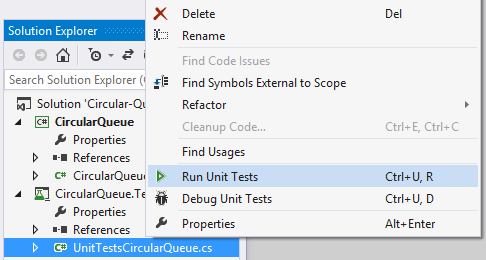 Delete Del
Rename
Find Code Issues
Find Symbols External to Scope
Refactor
Cleanup Code... Ctrl+E, Ctrl+C
Find Usages
Run Unit Tests Ctrl+U, R
Debug Unit Tests Ctrl+U, D
Properties Alt+Enter
Solution Explorer
Search Solution Explorer (C
Solution 'Circular-Qu
C# CircularQueue
Properties
References
C# CircularQueue
CircularQueue.Te
Properties
References
C# UnitTestsCircularQueue.cs